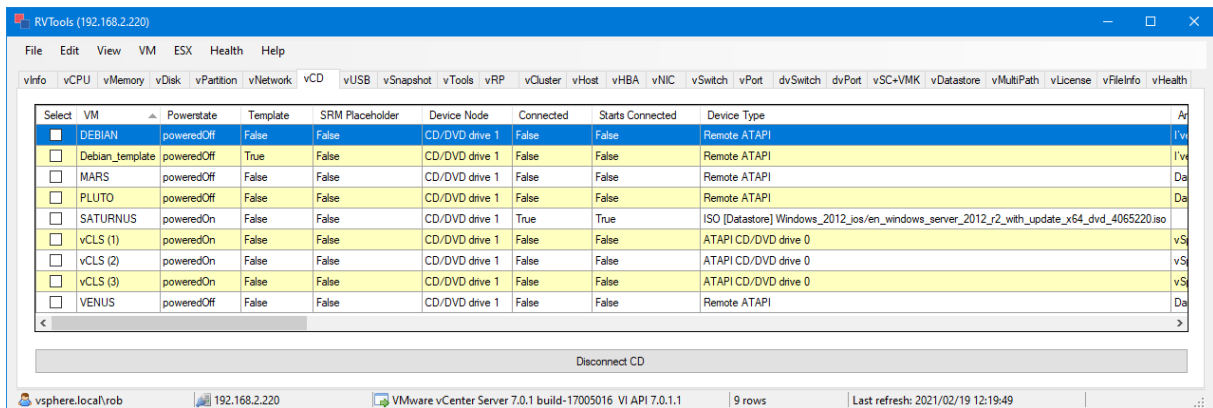 RVTools (192.168.2.220)
File Edit View VM ESX Health Help
vInfo vCPU vMemory vDisk vPartition vNetwork vCD vUSB vSnapshot vTools vRP vCluster vHost vHBA vNIC vSwitch vPort dvSwitch dvPort vSC+VMK vDatastore vMultiPath vLicense vFileInfo vHealth
Select VM Powerstate Template SRM Placeholder Device Node Connected Starts Connected Device Type
DEBIAN poweredOff False False CD/DVD drive 1 False False Remote ATAPI I've
Debian_template poweredOff True False CD/DVD drive 1 False False Remote ATAPI I've
MARS poweredOff False False CD/DVD drive 1 False False Remote ATAPI Da
PLUTO poweredOff False False CD/DVD drive 1 False False Remote ATAPI Da
SATURNUS poweredOn False False CD/DVD drive 1 True True ISO [Datastore] Windows_2012_ios/en_windows_server_2012_r2_with_update_x64_dvd_4065220.iso
vCLS (1) poweredOn False False CD/DVD drive 1 False False ATAPI CD/DVD drive 0
vCLS (2) poweredOn False False CD/DVD drive 1 False False ATAPI CD/DVD drive 0
vCLS (3) poweredOn False False CD/DVD drive 1 False False ATAPI CD/DVD drive 0
VENUS poweredOff False False CD/DVD drive 1 False False Remote ATAPI Da
Disconnect CD
vsphere.local\rob 192.168.2.220 VMware vCenter Server 7.0.1 build-17005016 VI API 7.0.1.1 9 rows Last refresh: 2021/02/19 12:19:49